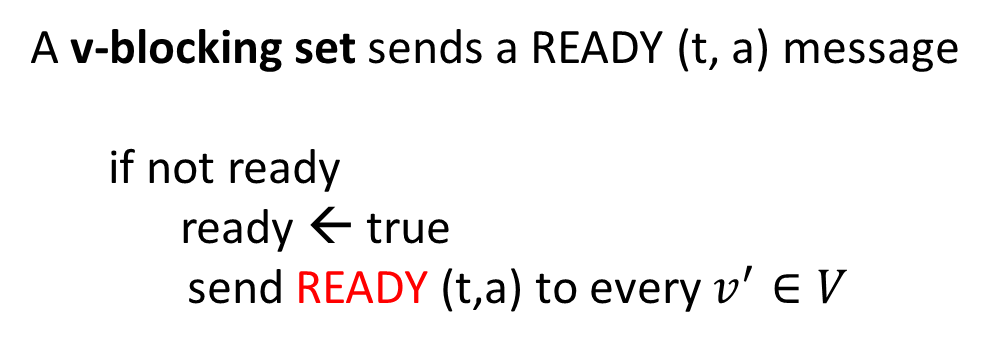 A v-blocking set sends a READY (t, a) message
if not ready
ready ← true
send READY (t,a) to every 𝑣′ ∈ 𝑉